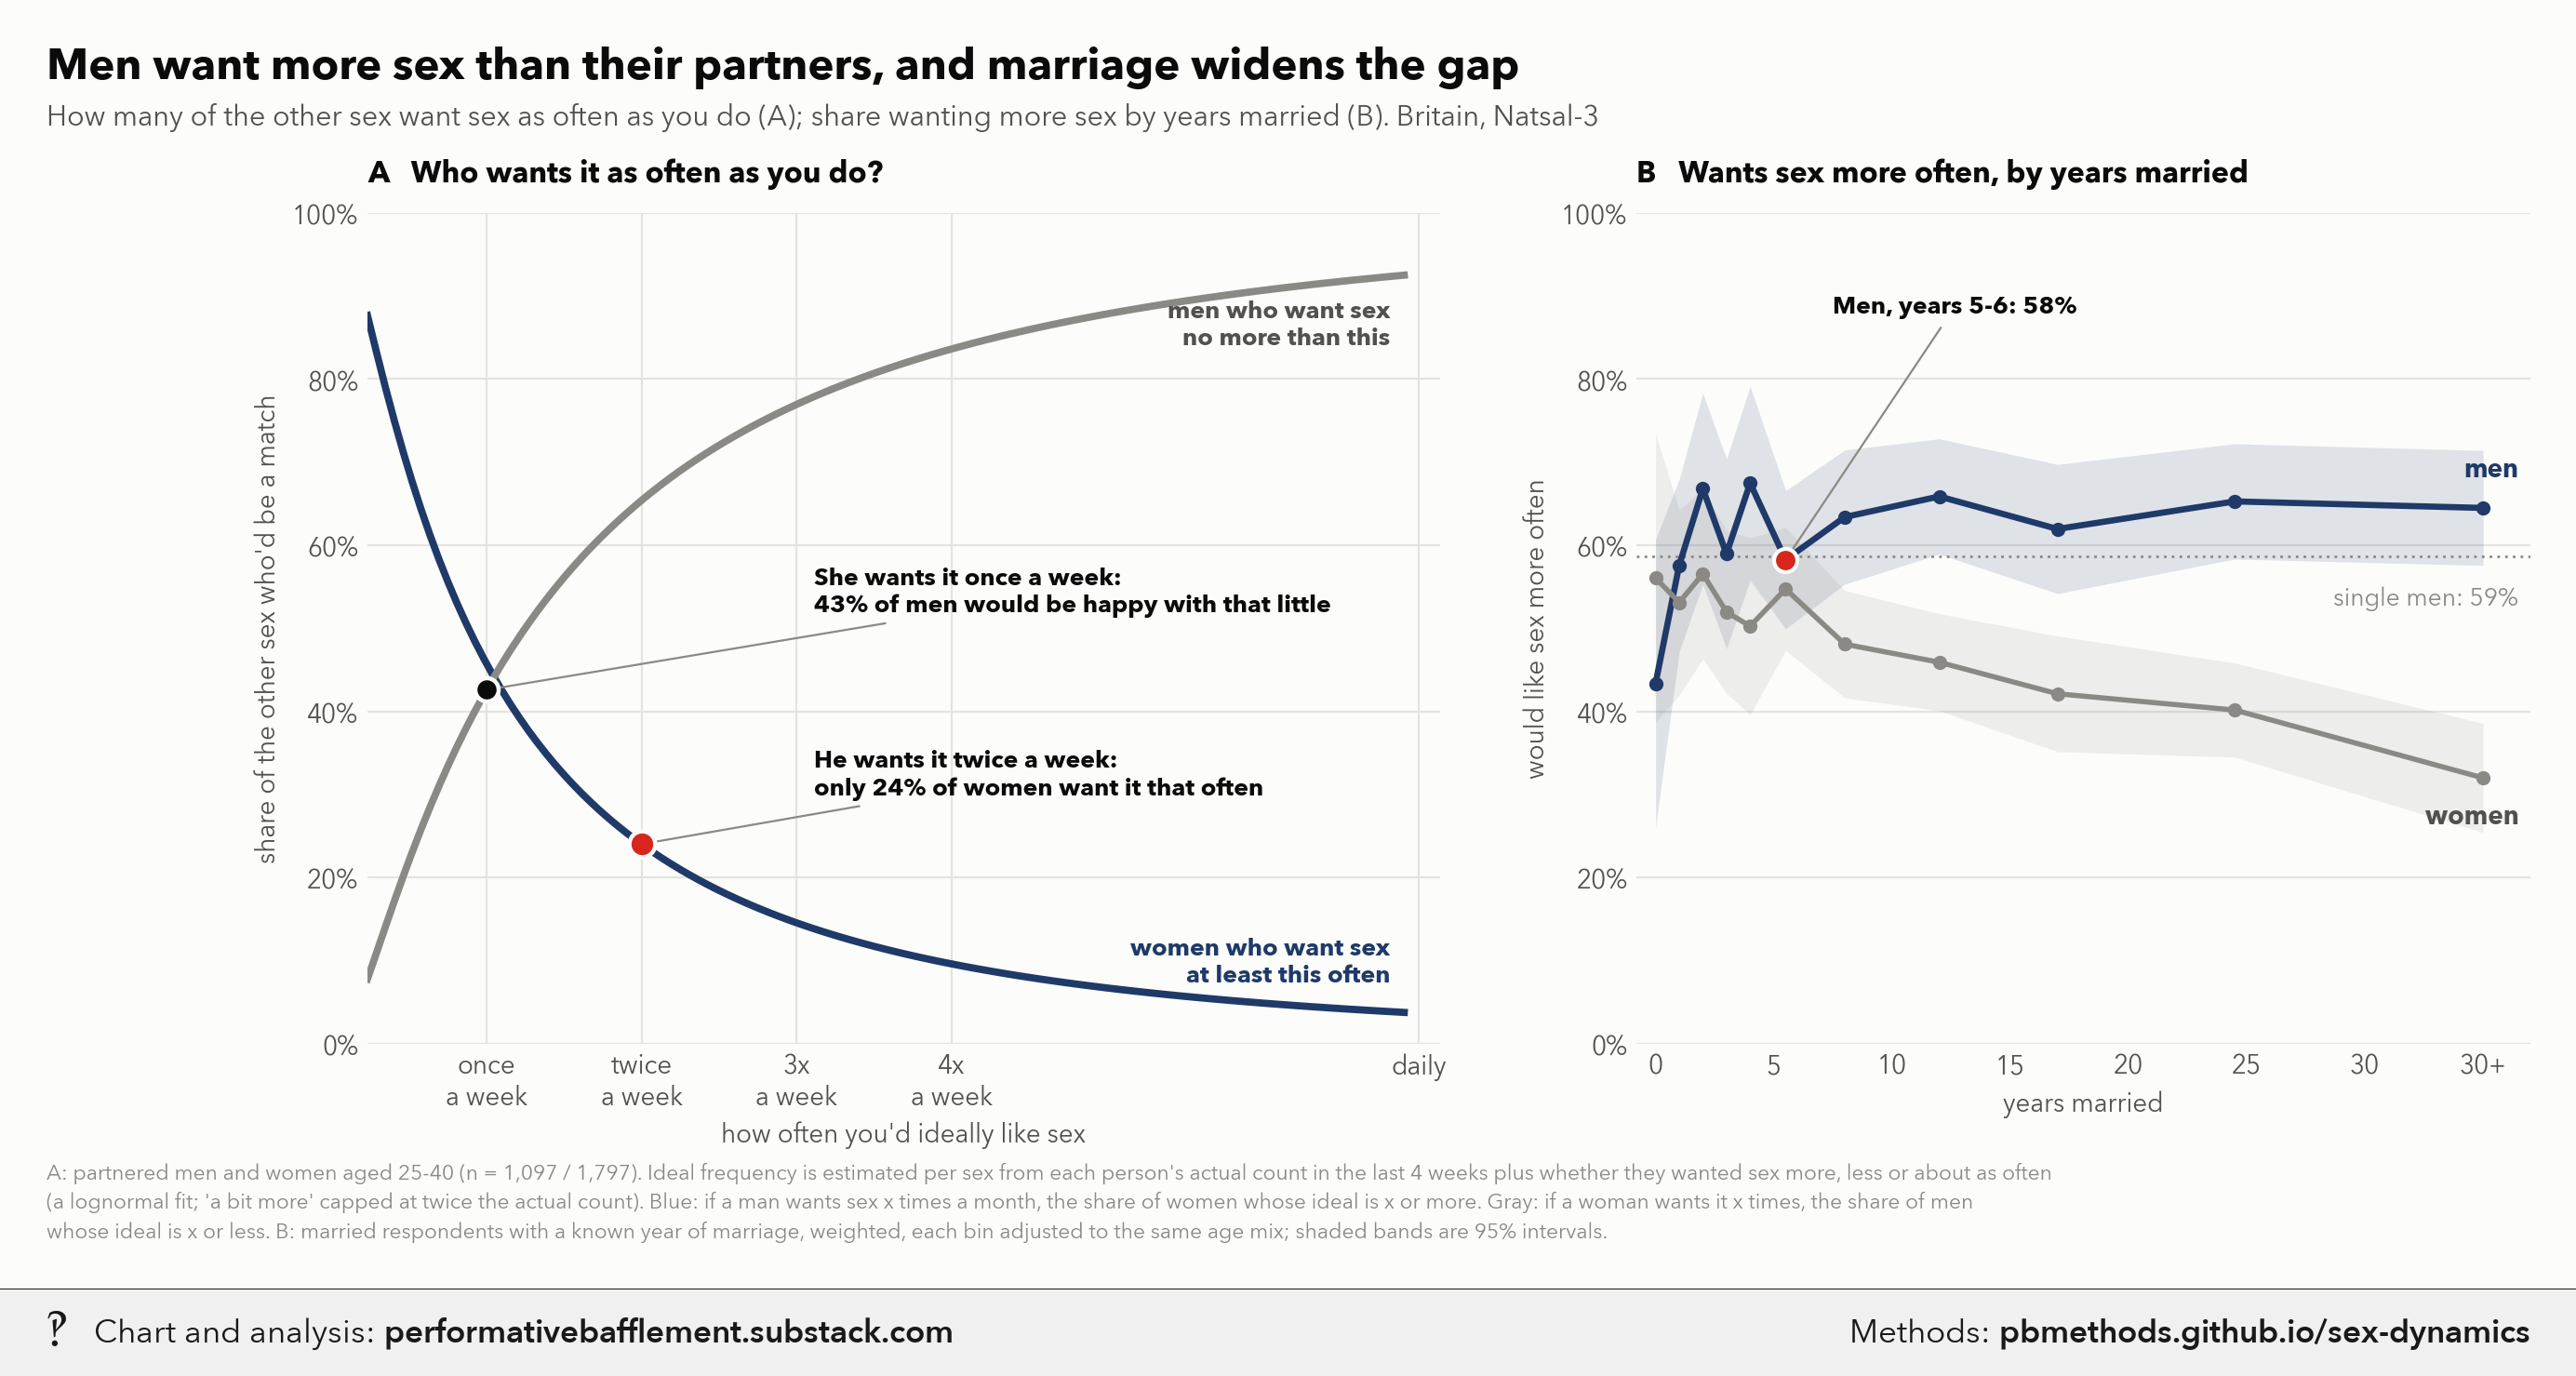 Men want more sex than their partners, and marriage widens the gap
How many of the other sex want sex as often as you do (A); share wanting more sex by years married (B). Britain, Natsal-3
A Who wants it as often as you do?
100%
80%
60%
40%
20%
0%
share of the other sex who'd be a match
men who want sex
no more than this
She wants it once a week:
43% of men would be happy with that little
He wants it twice a week:
only 24% of women want it that often
women who want sex
at least this often
once
a week
twice
a week
3x
a week
4x
a week
daily
how often you'd ideally like sex
B Wants sex more often, by years married
100%
80%
60%
40%
20%
0%
would like sex more often
Men, years 5-6: 58%
men
single men: 59%
women
0 5 10 15 20 25 30 30+
years married
A: partnered men and women aged 25-40 (n = 1,097 / 1,797). Ideal frequency is estimated per sex from each person's actual count in the last 4 weeks plus whether they wanted sex more, less or about as often
(a lognormal fit; 'a bit more' capped at twice the actual count). Blue: if a man wants sex x times a month, the share of women whose ideal is x or more. Gray: if a woman wants it x times, the share of men
whose ideal is x or less. B: married respondents with a known year of marriage, weighted, each bin adjusted to the same age mix; shaded bands are 95% intervals.
‽ Chart and analysis: performativebafflement.substack.com
Methods: pbmethods.github.io/sex-dynamics